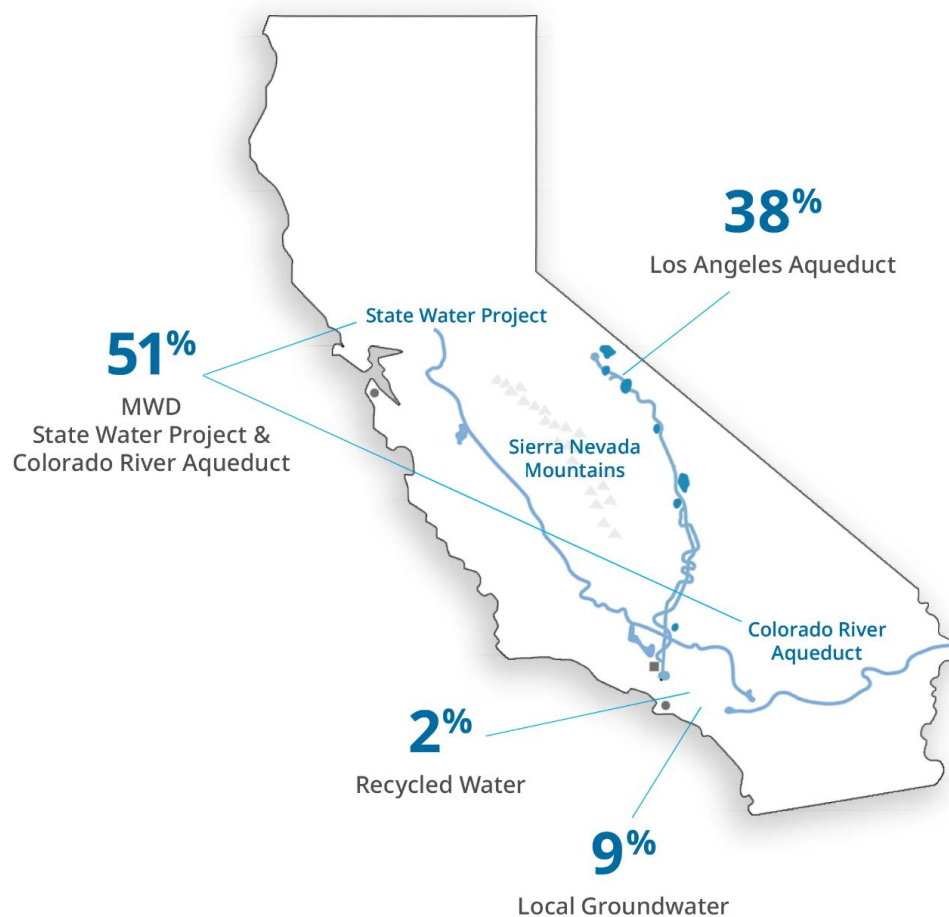 38%
Los Angeles Aqueduct
State Water Project
51%
MWD
State Water Project &
Colorado River Aqueduct
Sierra Nevada
Mountains
Colorado River
Aqueduct
2%
Recycled Water
9%
Local Groundwater